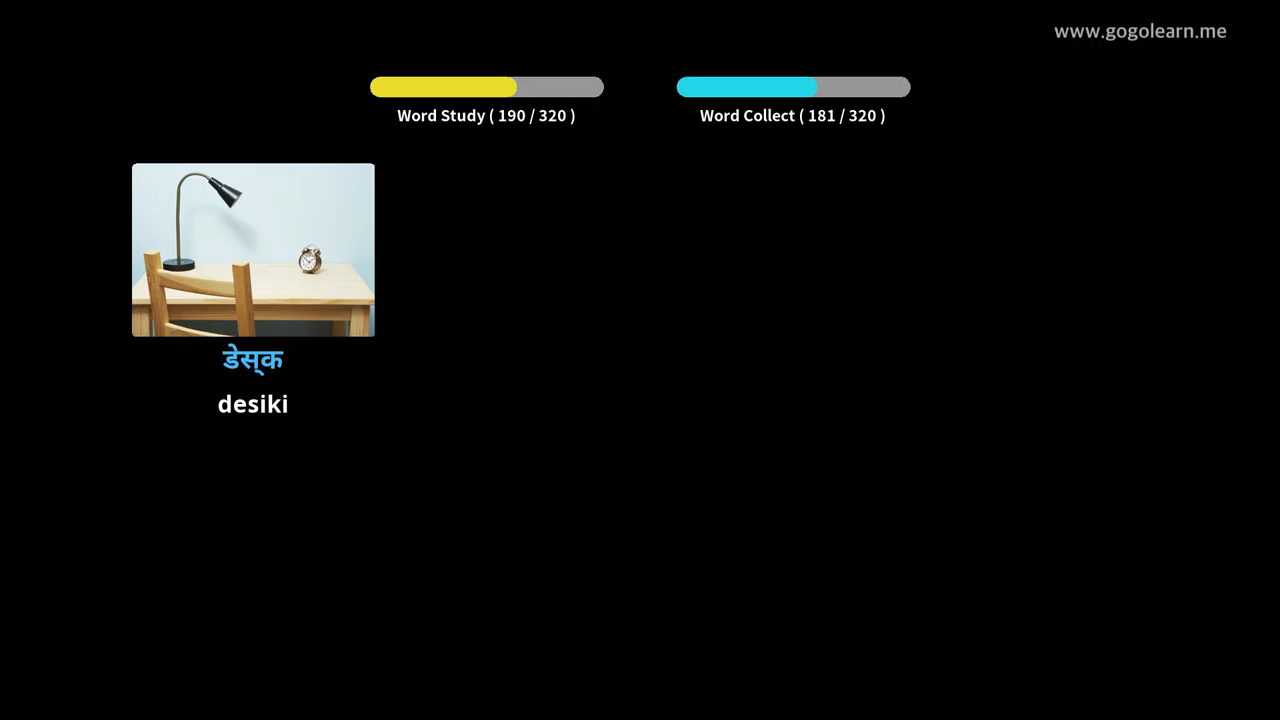 www.gogolearn.me
Word Study ( 190 / 320 )
Word Collect ( 181 / 320 )
डेस्क
desiki